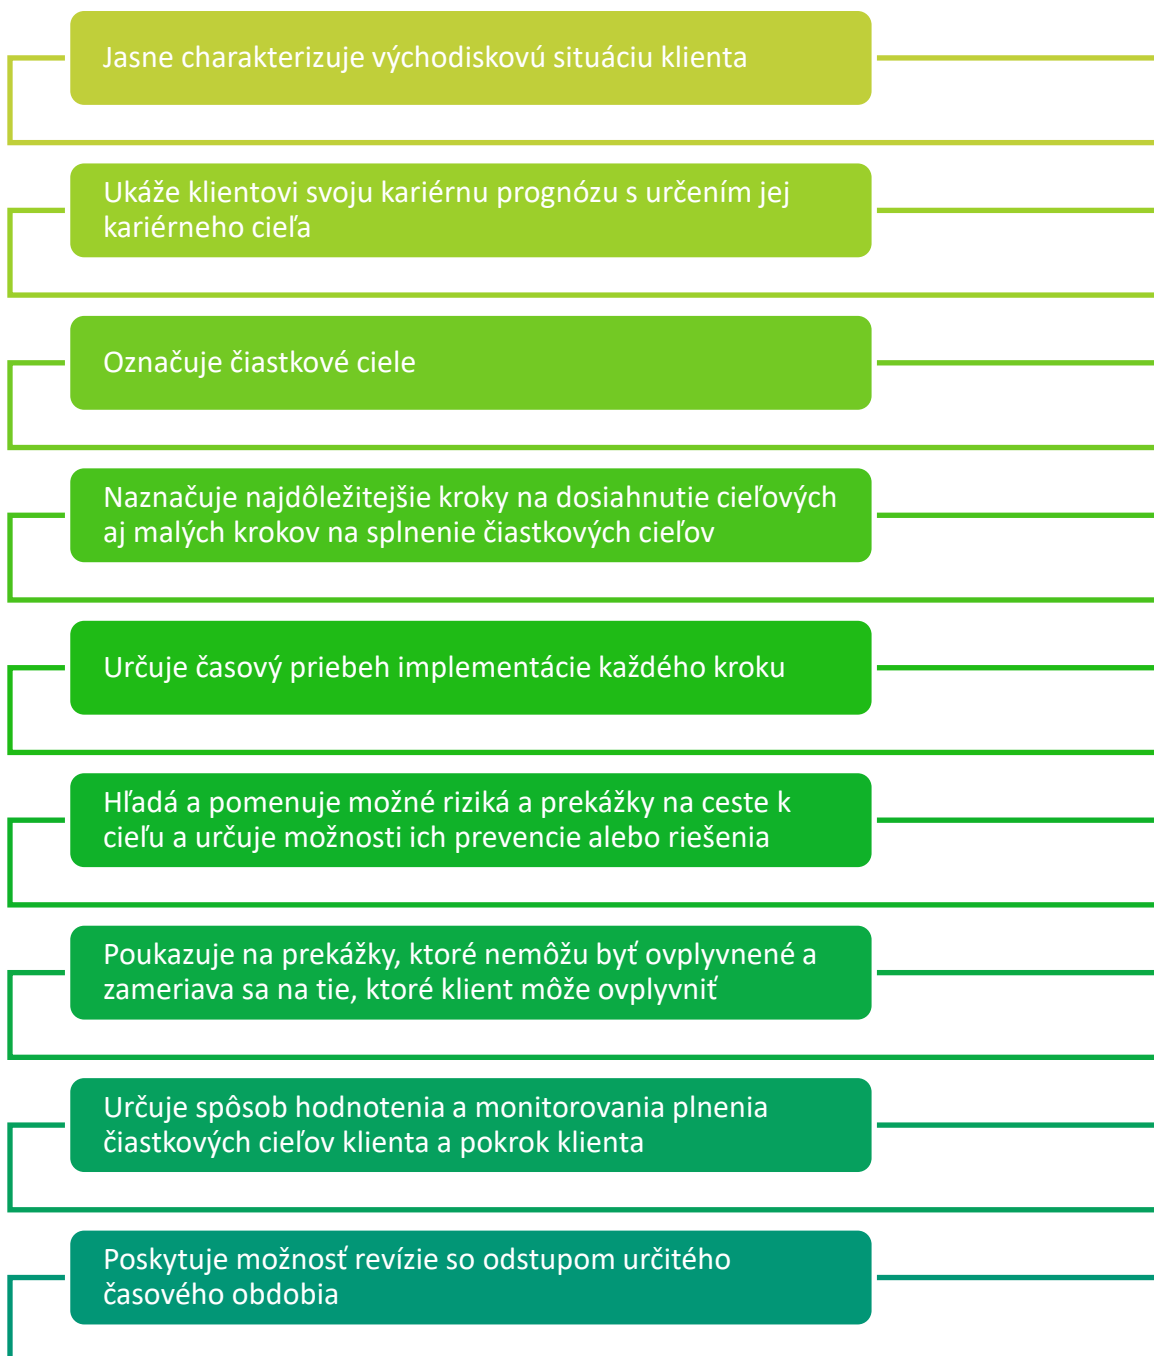 Jasne charakterizuje východiskovú situáciu klienta
Ukáže klientovi svoju kariérnu prognózu s určením jej
kariérneho cieľa
Označuje čiastkové ciele
Naznačuje najdôležitejšie kroky na dosiahnutie cieľových
aj malých krokov na splnenie čiastkových cieľov
Určuje časový priebeh implementácie každého kroku
Hľadá a pomenuje možné riziká a prekážky na ceste k
cieľu a určuje možnosti ich prevencie alebo riešenia
Poukazuje na prekážky, ktoré nemôžu byť ovplyvnené a
zameriava sa na tie, ktoré klient môže ovplyvniť
Určuje spôsob hodnotenia a monitorovania plnenia
čiastkových cieľov klienta a pokrok klienta
Poskytuje možnosť revízie so odstupom určitého
časového obdobia